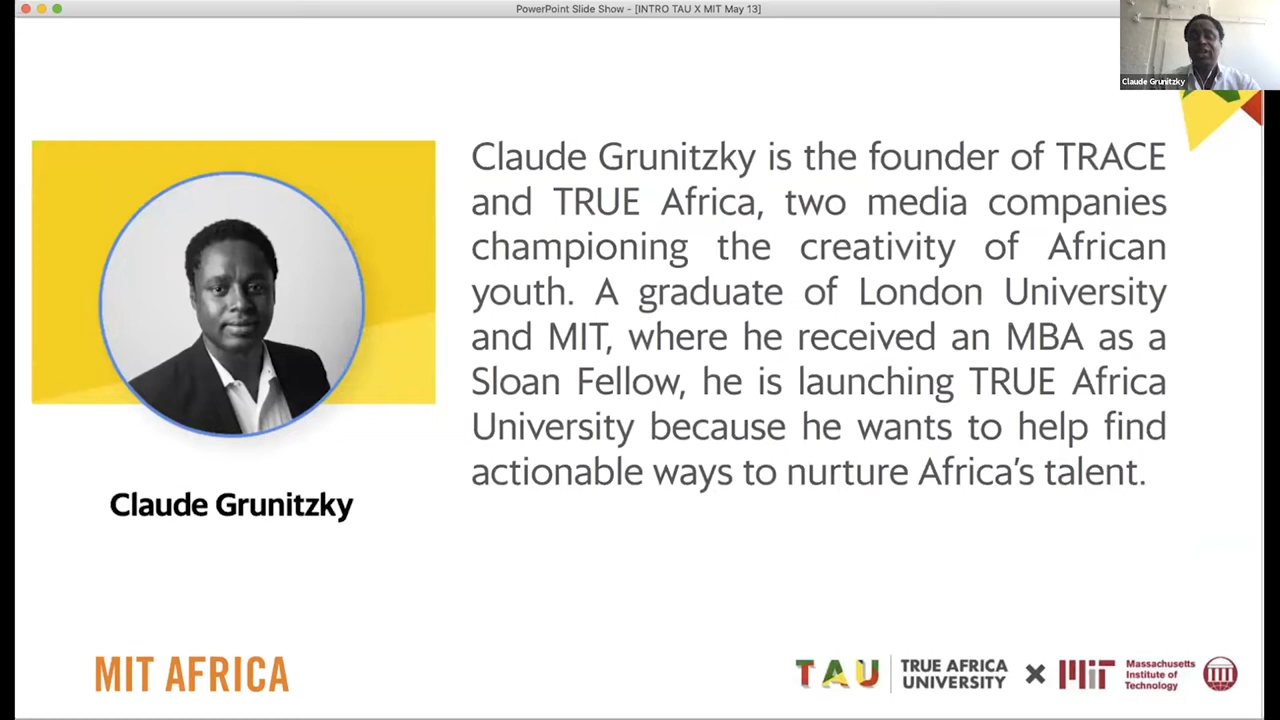 PowerPoint Slide Show - [INTRO TAU X MIT May 13]
Claude Grunitzky
Claude Grunitzky is the founder of TRACE
and TRUE Africa, two media companies
championing the creativity of African
youth. A graduate of London University
and MIT, where he received an MBA as a
Sloan Fellow, he is launching TRUE Africa
University because he wants to help find
actionable ways to nurture Africa's talent.
Claude Grunitzky
MIT AFRICA
TAU
TRUE AFRICA
UNIVERSITY
X
MIT
Massachusetts
Institute of
Technology